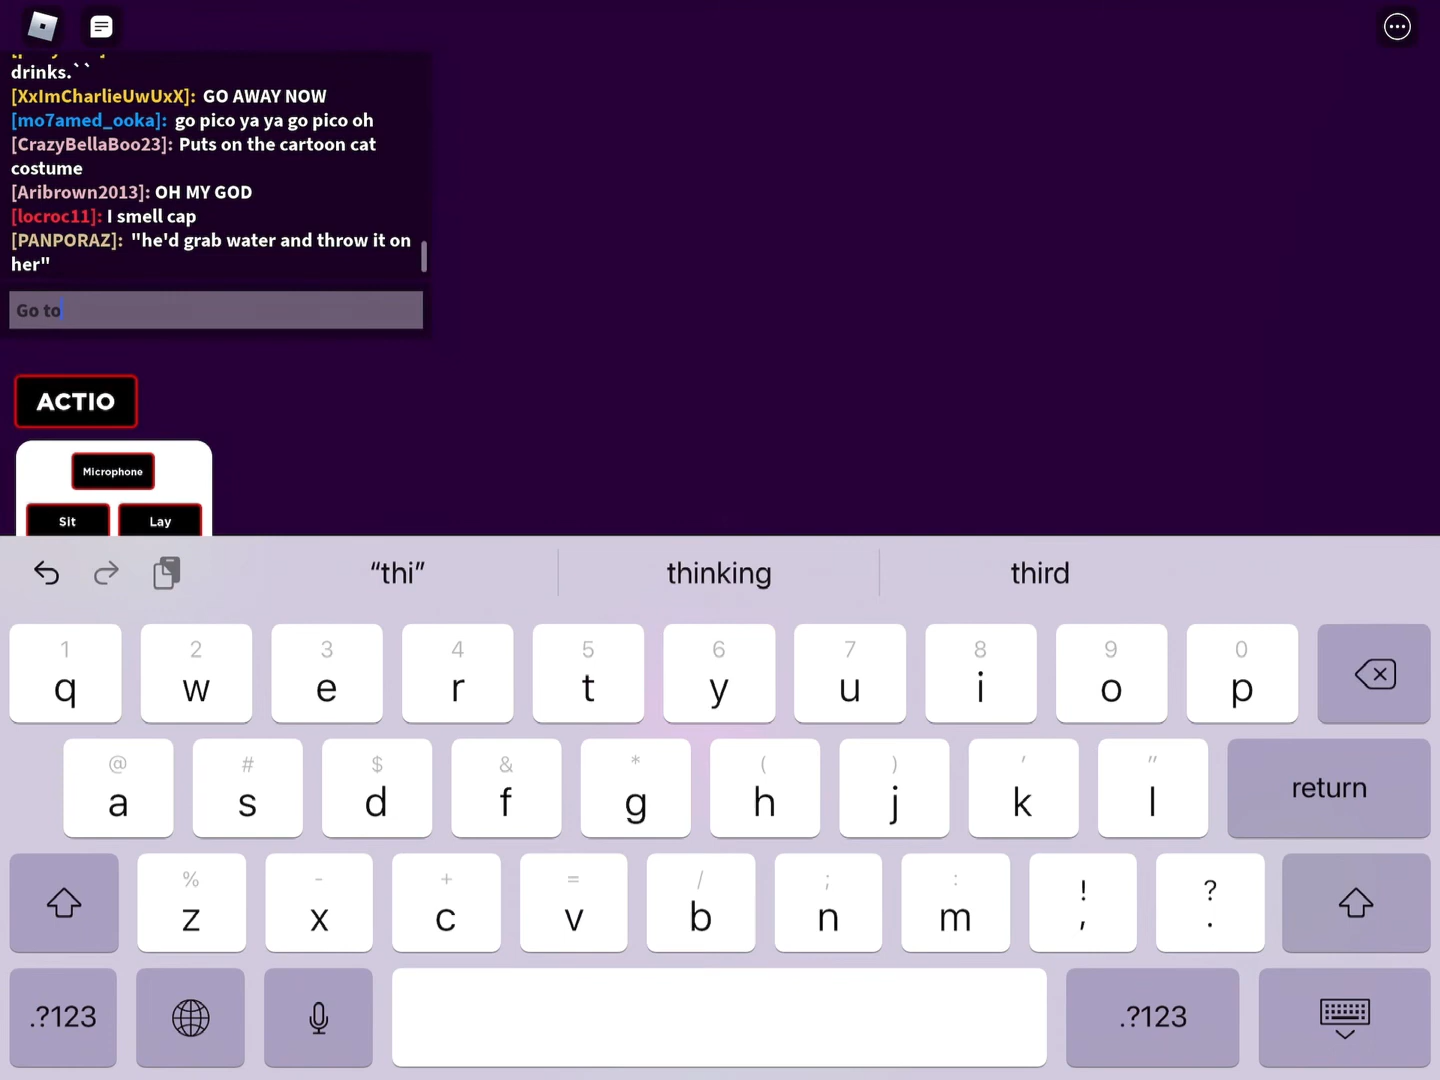 drinks.``
[XxImCharlieUwUxX]: GO AWAY NOW
[mo7amed_ooka]: go pico ya ya go pico oh
[CrazyBellaBoo23]: Puts on the cartoon cat
costume
[Aribrown2013]: OH MY GOD
[locroc11]: I smell cap
[PANPORAZ]: "he'd grab water and throw it on
her"
Go to
ACTIO
Microphone
Sit Lay
“thi” thinking third
1 2 3 4 5 6 7 8 9 0
q w e r t y u i o p
@ # $ & * ( ) ' "
a s d f g h j k l return
% - + = / ; : ! ?
z x c v b n m , .
.?123 .?123